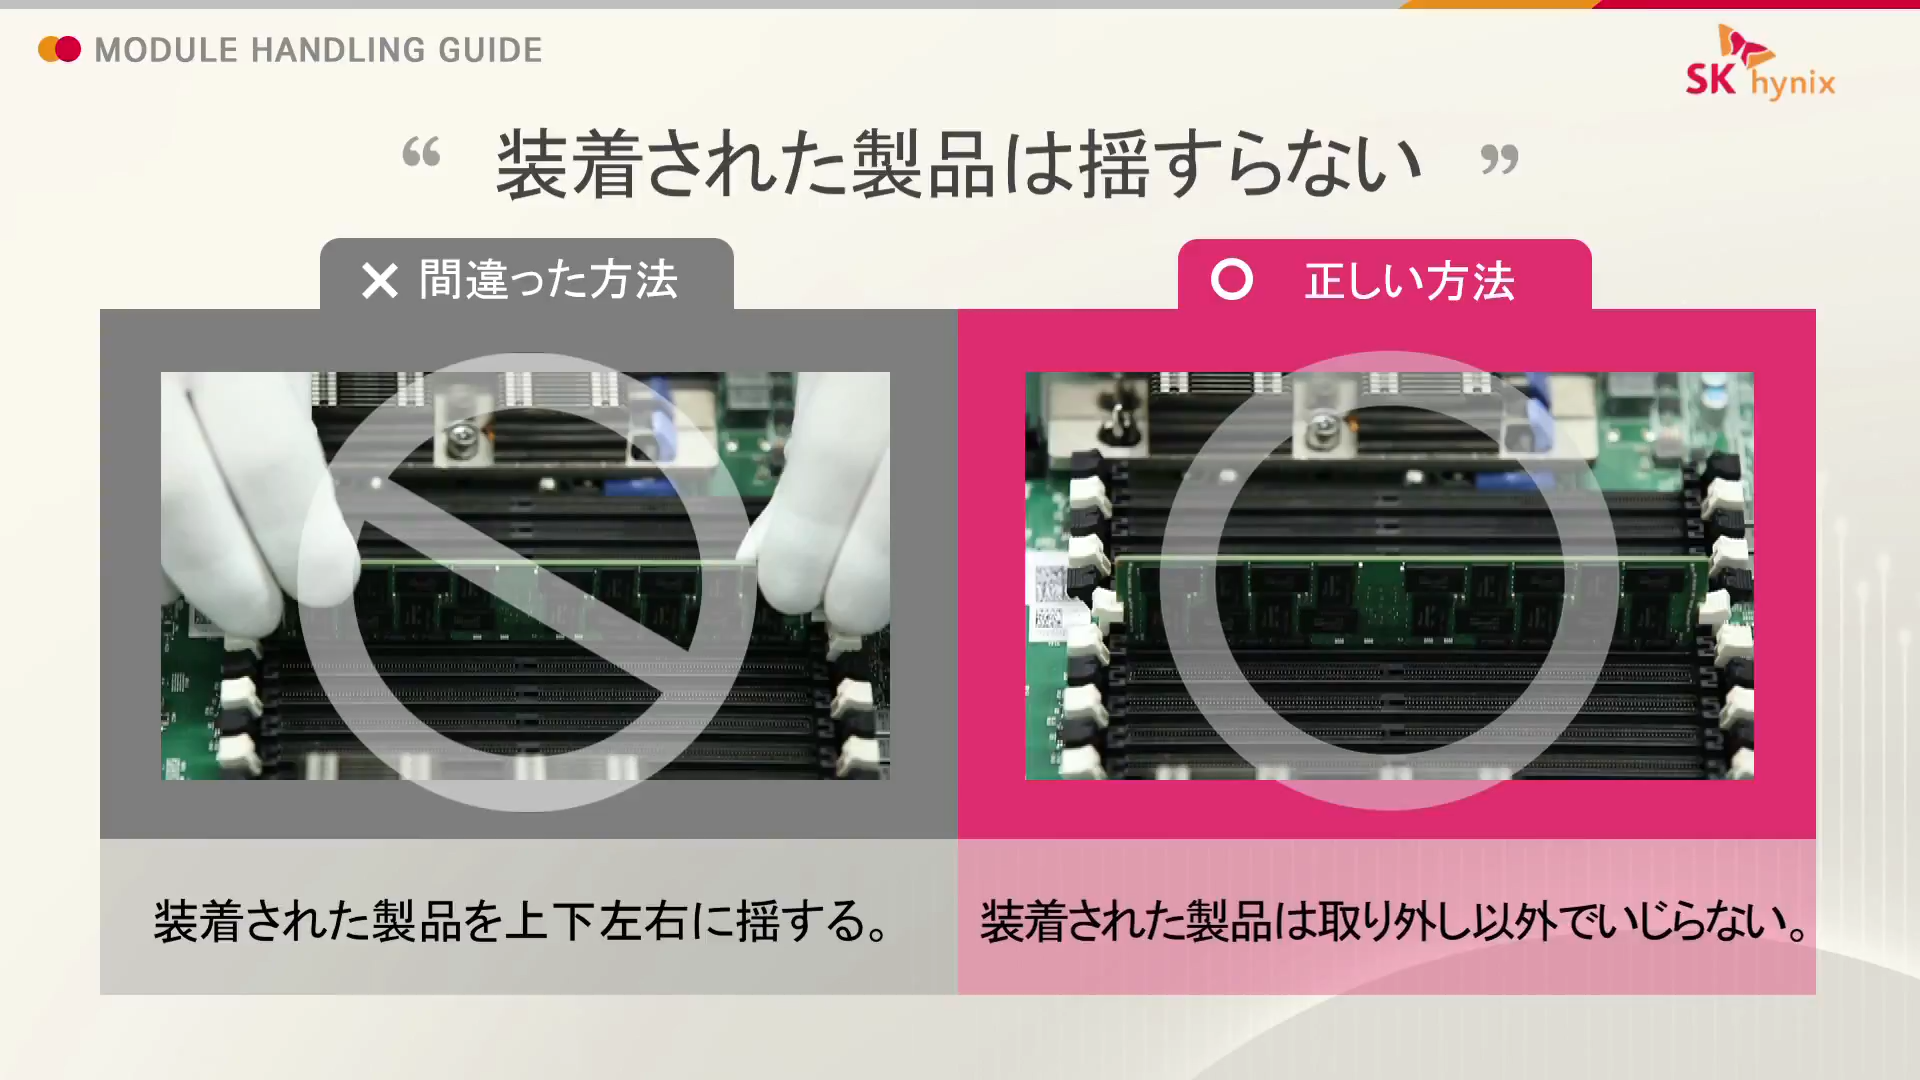 MODULE HANDLING GUIDE
SK hynix
“ 装着された製品は揺すらない ”
× 間違った方法
○ 正しい方法
装着された製品を上下左右に揺する。
装着された製品は取り外し以外でいじらない。